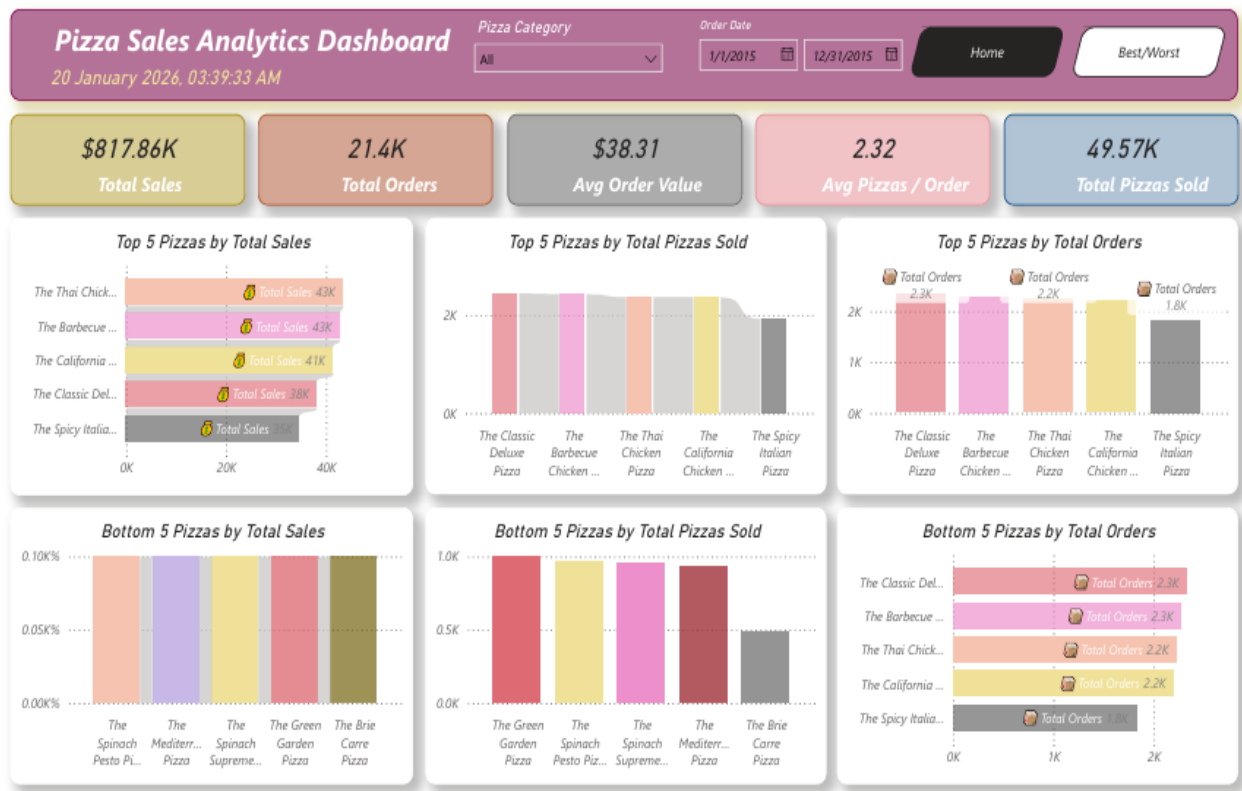 Pizza Sales Analytics Dashboard
20 January 2026, 03:39:33 AM
Pizza Category
All
Order Date
1/1/2015
12/31/2015
Home
Best/Worst
$817.86K
Total Sales
21.4K
Total Orders
$38.31
Avg Order Value
2.32
Avg Pizzas / Order
49.57K
Total Pizzas Sold
Top 5 Pizzas by Total Sales
The Thai Chick...
Total Sales 43K
The Barbecue ...
Total Sales 43K
The California ...
Total Sales 41K
The Classic Del...
Total Sales 38K
The Spicy Italia...
Total Sales 35K
0K
20K
40K
Top 5 Pizzas by Total Pizzas Sold
2K
0K
The Classic
Deluxe
Pizza
The
Barbecue
Chicken ...
The Thai
Chicken
Pizza
The
California
Chicken ...
The Spicy
Italian
Pizza
Top 5 Pizzas by Total Orders
Total Orders
2.3K
Total Orders
2.2K
Total Orders
1.8K
2K
1K
0K
The Classic
Deluxe
Pizza
The
Barbecue
Chicken ...
The Thai
Chicken
Pizza
The
California
Chicken ...
The Spicy
Italian
Pizza
Bottom 5 Pizzas by Total Sales
0.10K%
0.05K%
0.00K%
The
Spinach
Pesto Pi...
The
Mediterr...
Pizza
The
Spinach
Supreme...
The Green
Garden
Pizza
The Brie
Carre
Pizza
Bottom 5 Pizzas by Total Pizzas Sold
1.0K
0.5K
0.0K
The Green
Garden
Pizza
The
Spinach
Pesto Piz...
The
Spinach
Supreme...
The
Mediterr...
Pizza
The Brie
Carre
Pizza
Bottom 5 Pizzas by Total Orders
The Classic Del...
Total Orders 2.3K
The Barbecue ...
Total Orders 2.3K
The Thai Chick...
Total Orders 2.2K
The California ...
Total Orders 2.2K
The Spicy Italia...
Total Orders 1.8K
0K
1K
2K